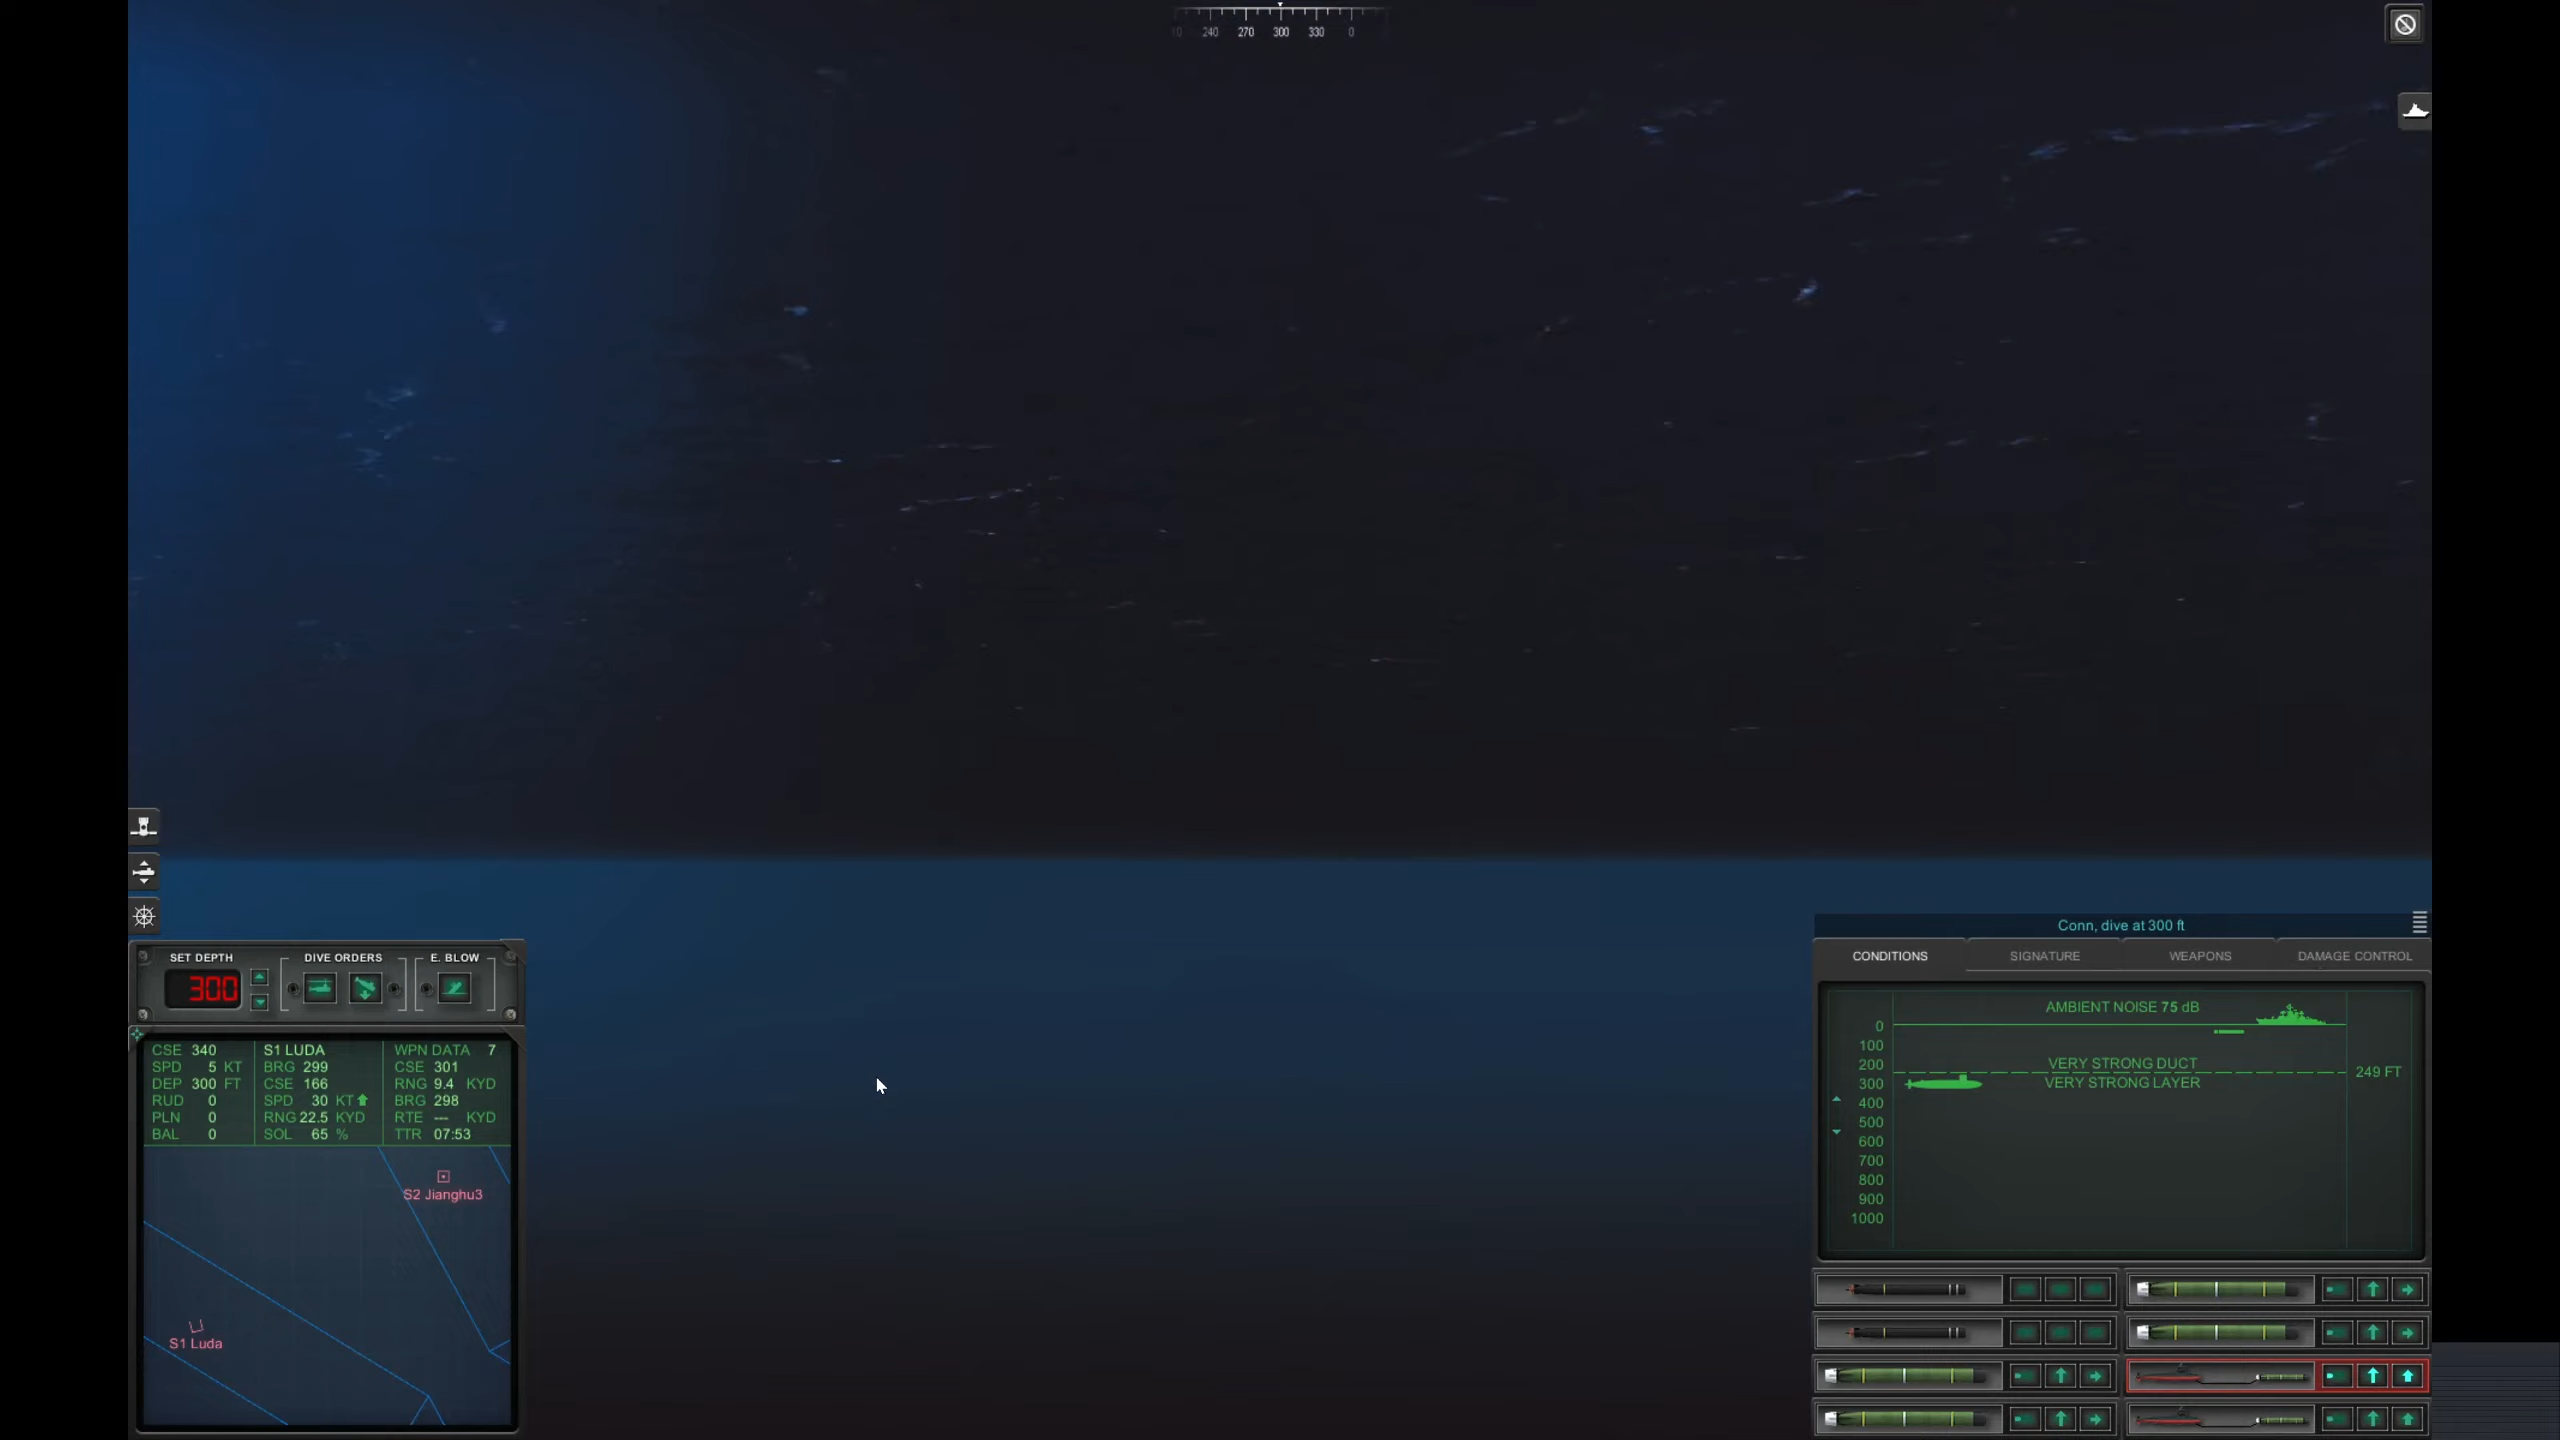 240 270 300 330 0
Conn, dive at 300 ft
SET DEPTH DIVE ORDERS E. BLOW
300
CONDITIONS SIGNATURE WEAPONS DAMAGE CONTROL
CSE 340 S1 LUDA WPN DATA 7
SPD 5 KT BRG 299 CSE 301
DEP 300 FT CSE 166 RNG 9.4 KYD
RUD 0 SPD 30 KT BRG 298
PLN 0 RNG 22.5 KYD RTE --- KYD
BAL 0 SOL 65 % TTR 07:53
S2 Jianghu3
S1 Luda
AMBIENT NOISE 75 dB
0
100
200 VERY STRONG DUCT
249 FT
300 VERY STRONG LAYER
400
500
600
700
800
900
1000